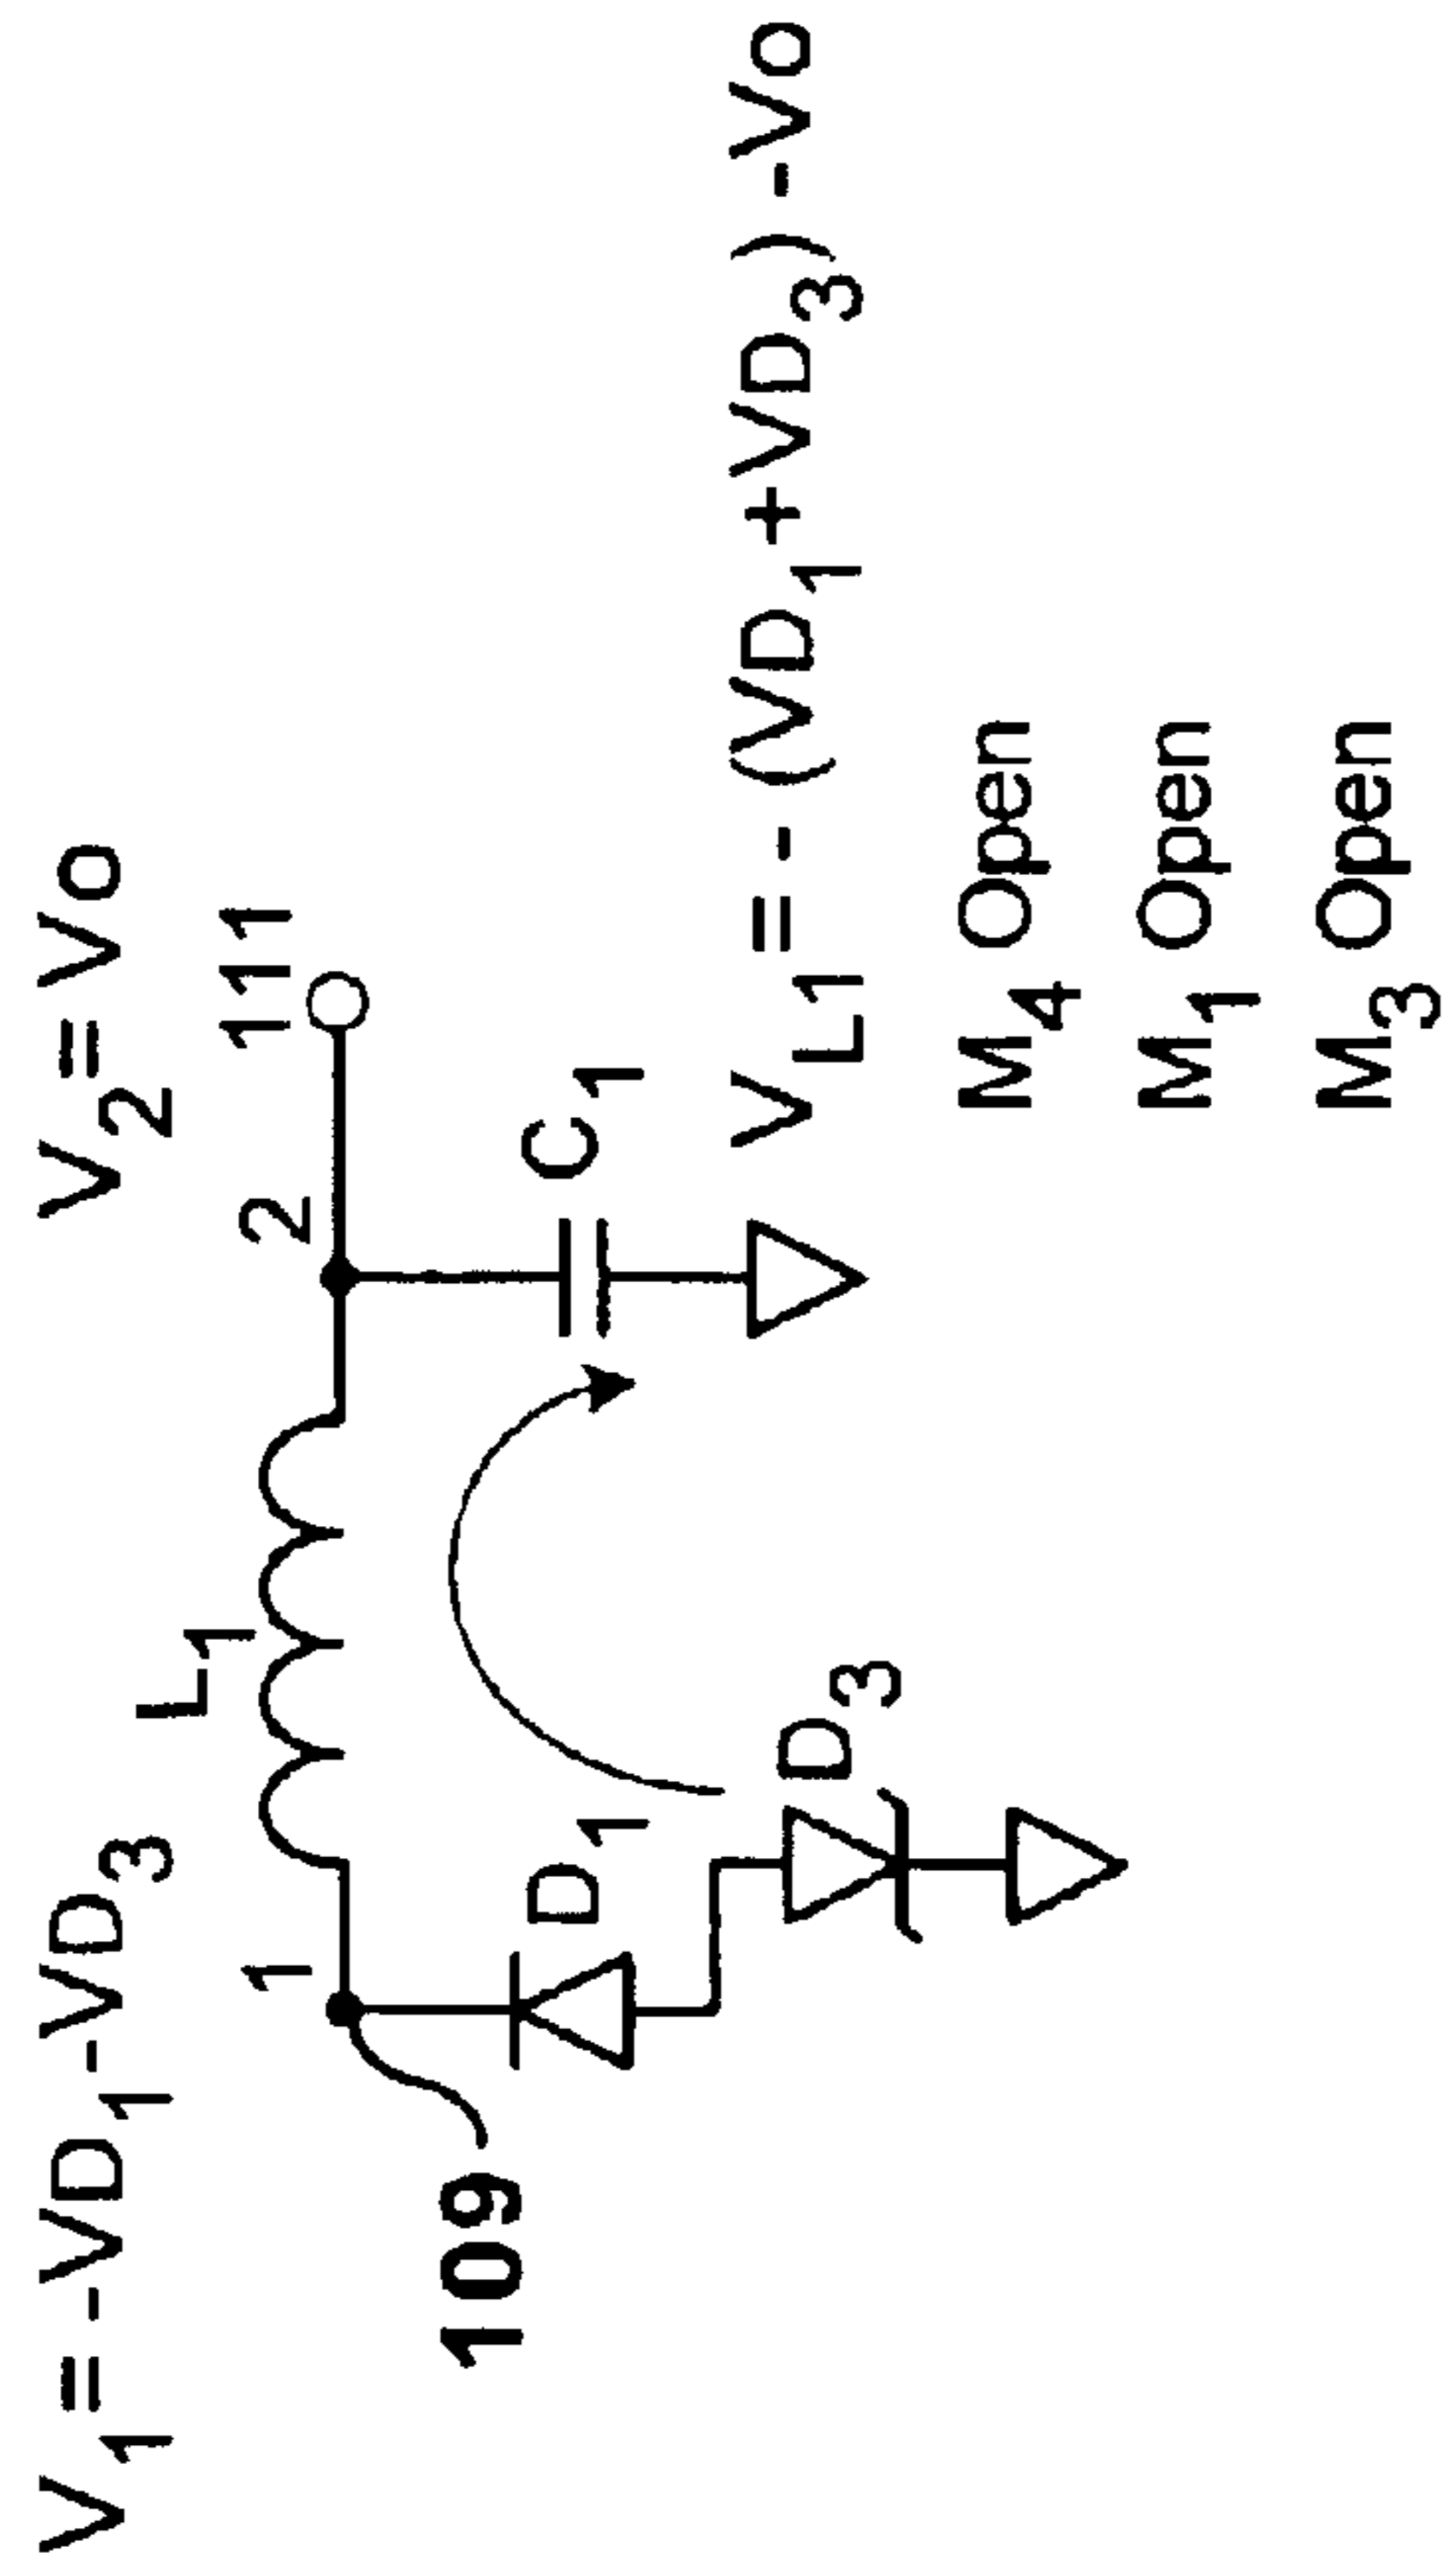 V1 = -VD1-VD3
V2 = Vo
1
L1
2
111
109
D1
C1
D3
VL1 = - (VD1+VD3) -Vo
M4 Open
M1 Open
M3 Open